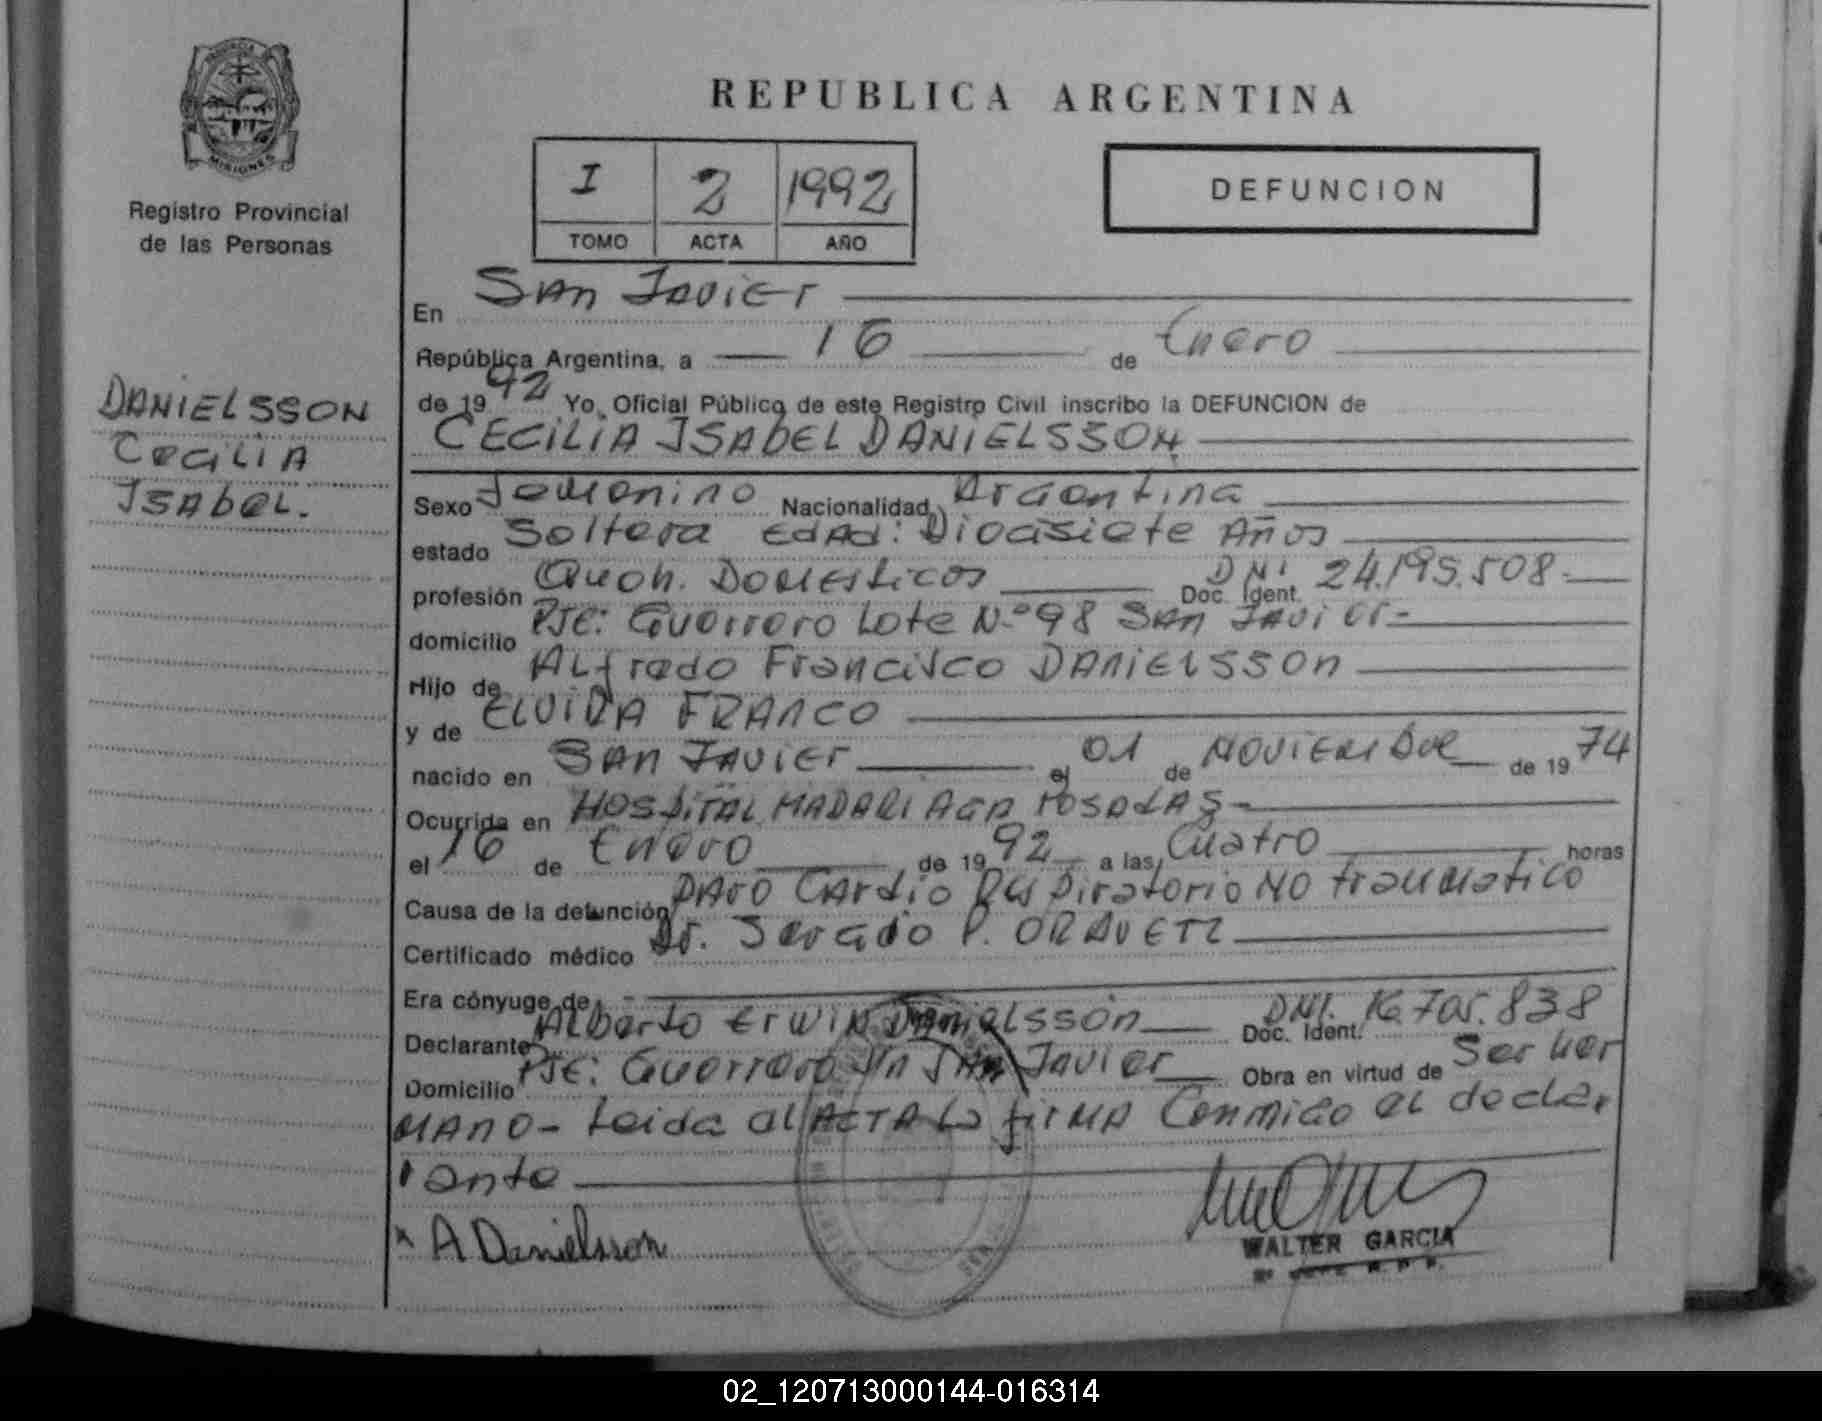 PROVINCIA
MISIONES
Registro Provincial
de las Personas
DANIELSSON
Cecilia
Isabel.
REPUBLICA ARGENTINA
I 2 1992
TOMO ACTA AÑO
DEFUNCION
En San Javier
República Argentina, a 16 de Enero
de 1992 Yo, Oficial Público de este Registro Civil inscribo la DEFUNCION de
CECILIA ISABEL DANIELSSON
Sexo Femenino Nacionalidad Argentina
estado Soltera Edad: Diecisiete Años
profesión Queh. Domesticos Doc. Ident. DNI 24.195.508.-
domicilio Pje: Guerrero Lote Nº 98 San Javier-
Hijo de Alfredo Francisco DANIELSSON
y de ELVIRA FRANCO
nacido en San Javier el 01 de Noviembre de 1974
Ocurrida en Hospital MADARIAGA POSADAS-
el 16 de Enero de 1992 a las Cuatro horas
Causa de la defunción Paro Cardio Respiratorio NO traumatico
Certificado médico Dr. P. ORAVETZ
Era cónyuge de -
Declarante Alberto Erwin Danielsson Doc. Ident. DNI. 16.705.838
Domicilio Pje: Guerrero San Javier Obra en virtud de Ser her
mano - Leida el ACTA la firma Conmigo el decla
rante
x A Danielsson
WALTER GARCIA
02_120713000144-016314